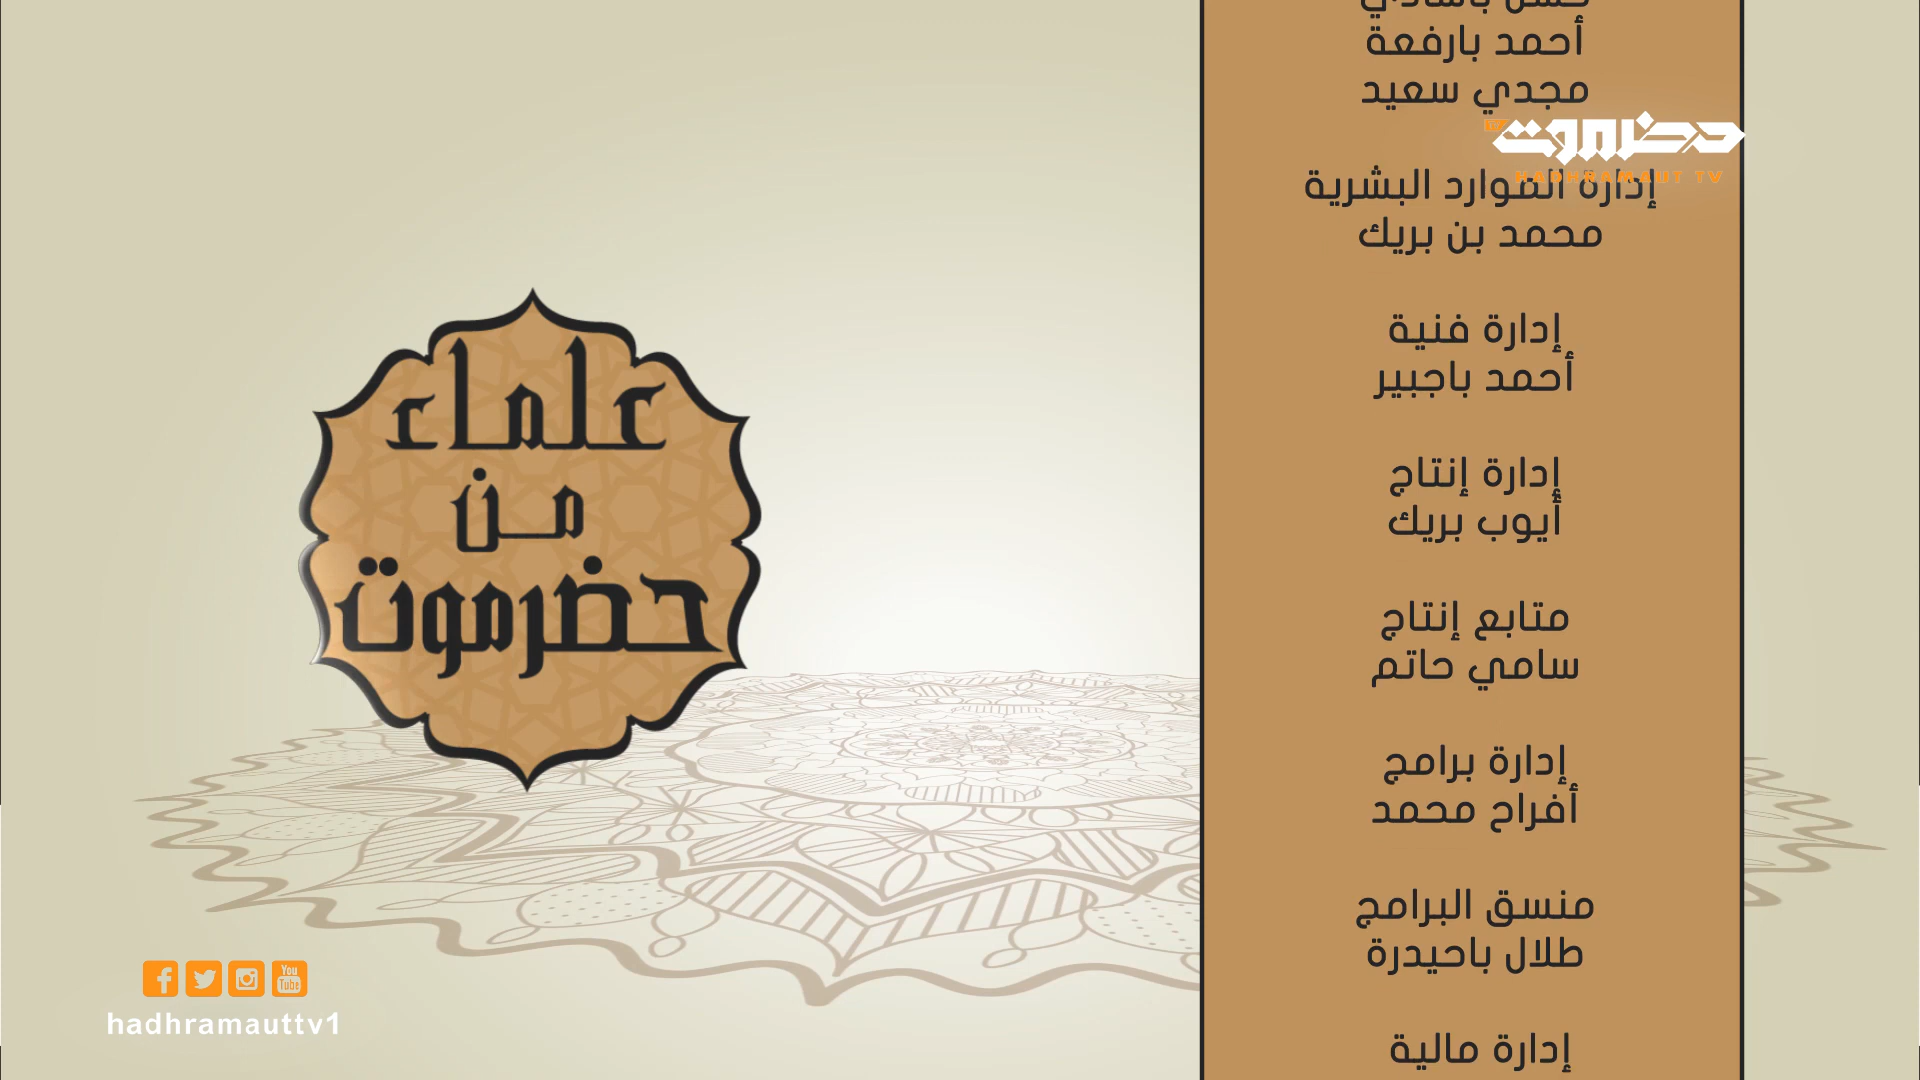 علماء
من
حضرموت
أحمد بارفعة
مجدي سعيد
حضرموت
HADHRAMAUT TV
إدارة الموارد البشرية
محمد بن بريك
إدارة فنية
أحمد باجبير
إدارة إنتاج
أيوب بريك
متابع إنتاج
سامي حاتم
إدارة برامج
أفراح محمد
منسق البرامج
طلال باحيدرة
إدارة مالية
You
Tube
hadhramauttv1